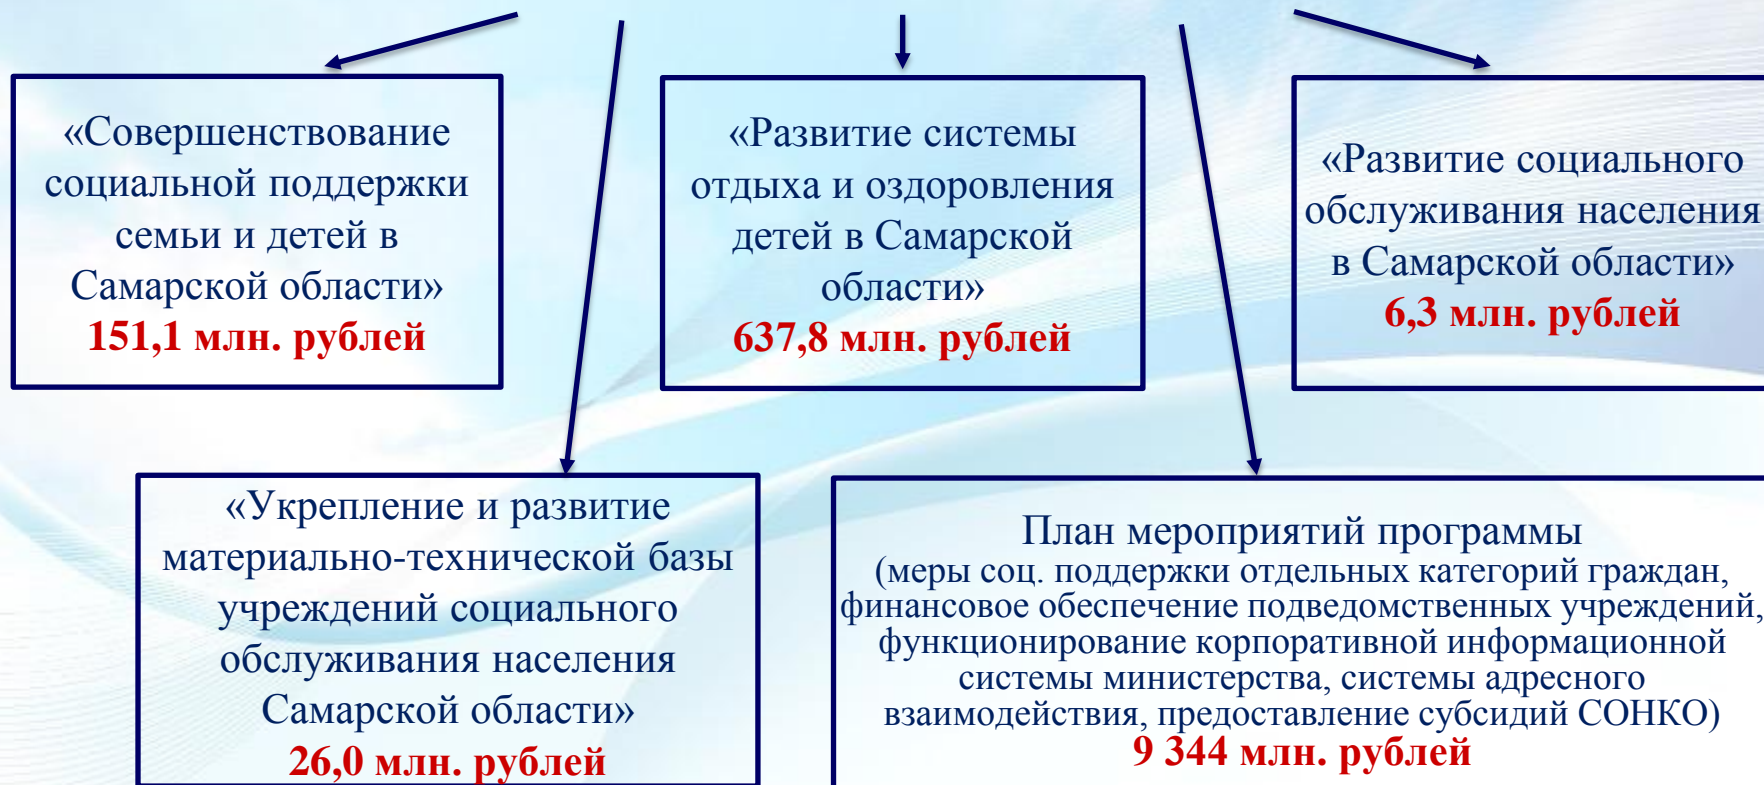 «Совершенствование
социальной поддержки
семьи и детей в
Самарской области»
151,1 млн. рублей
«Развитие системы
отдыха и оздоровления
детей в Самарской
области»
637,8 млн. рублей
«Развитие социального
обслуживания населения
в Самарской области»
6,3 млн. рублей
«Укрепление и развитие
материально-технической базы
учреждений социального
обслуживания населения
Самарской области»
26,0 млн. рублей
План мероприятий программы
(меры соц. поддержки отдельных категорий граждан,
финансовое обеспечение подведомственных учреждений,
функционирование корпоративной информационной
системы министерства, системы адресного
взаимодействия, предоставление субсидий СОНКО)
9 344 млн. рублей